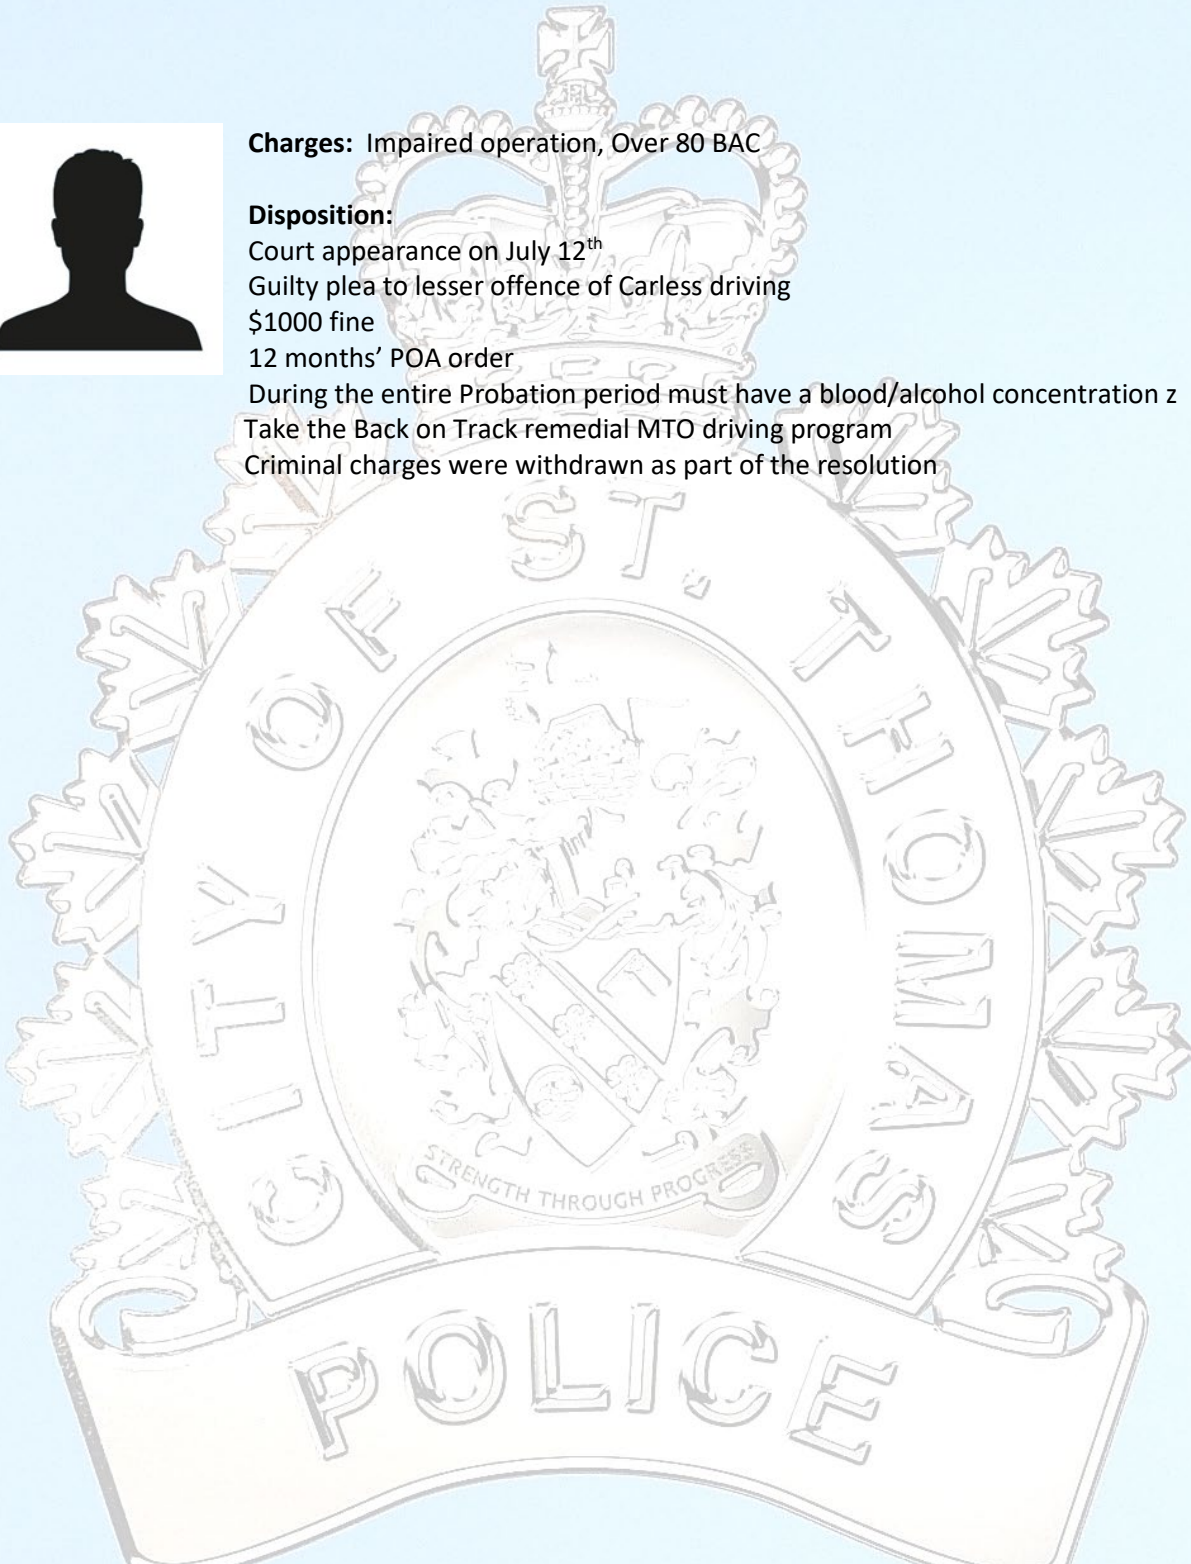 Charges: Impaired operation, Over 80 BAC
Disposition:
Court appearance on July 12th
Guilty plea to lesser offence of Carless driving
$1000 fine
12 months’ POA order
During the entire Probation period must have a blood/alcohol concentration z
Take the Back on Track remedial MTO driving program
Criminal charges were withdrawn as part of the resolution
CITY OF ST. THOMAS
STRENGTH THROUGH PROGRESS
POLICE